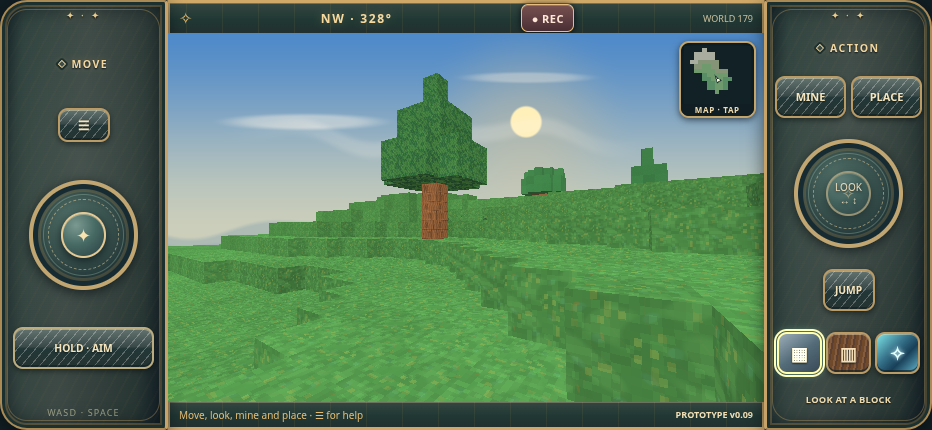 MOVE
☰
HOLD · AIM
WASD · SPACE
NW · 328°
● REC
WORLD 179
MAP · TAP
Move, look, mine and place · ☰ for help
PROTOTYPE v0.09
ACTION
MINE
PLACE
LOOK
↔ ↕
JUMP
LOOK AT A BLOCK